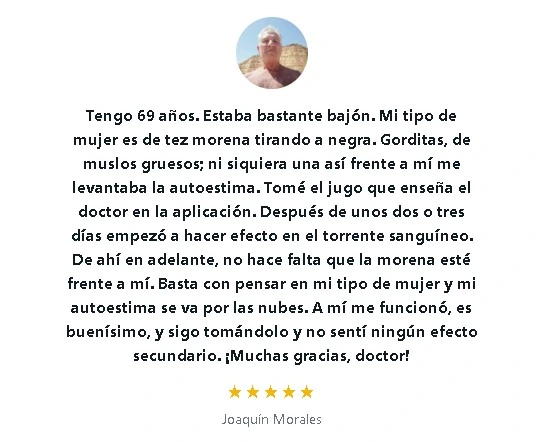 Tengo 69 años. Estaba bastante bajón. Mi tipo de
mujer es de tez morena tirando a negra. Gorditas, de
muslos gruesos; ni siquiera una así frente a mí me
levantaba la autoestima. Tomé el jugo que enseña el
doctor en la aplicación. Después de unos dos o tres
días empezó a hacer efecto en el torrente sanguíneo.
De ahí en adelante, no hace falta que la morena esté
frente a mí. Basta con pensar en mi tipo de mujer y mi
autoestima se va por las nubes. A mí me funcionó, es
buenísimo, y sigo tomándolo y no sentí ningún efecto
secundario. ¡Muchas gracias, doctor!
Joaquín Morales